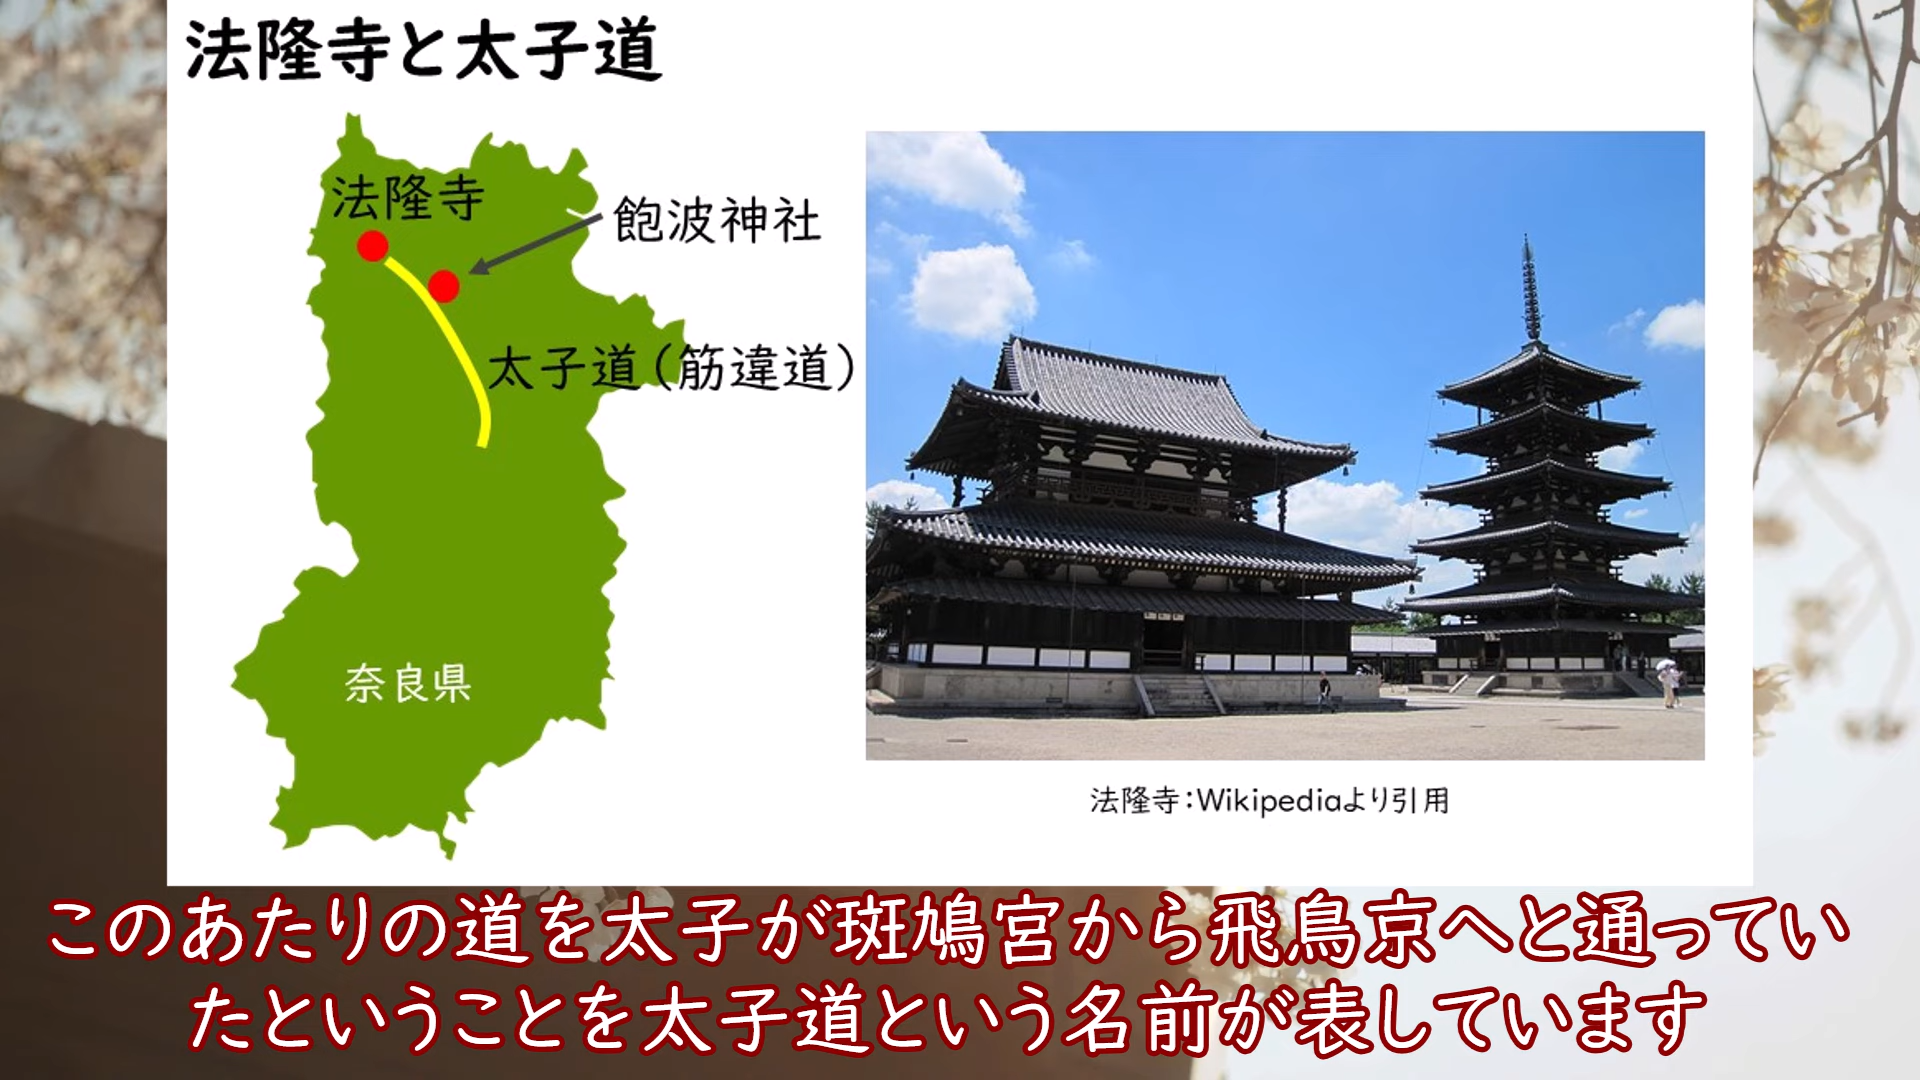 法隆寺と太子道
法隆寺
飽波神社
太子道(筋違道)
奈良県
法隆寺:Wikipediaより引用
このあたりの道を太子が斑鳩宮から飛鳥京へと通ってい
たということを太子道という名前が表しています